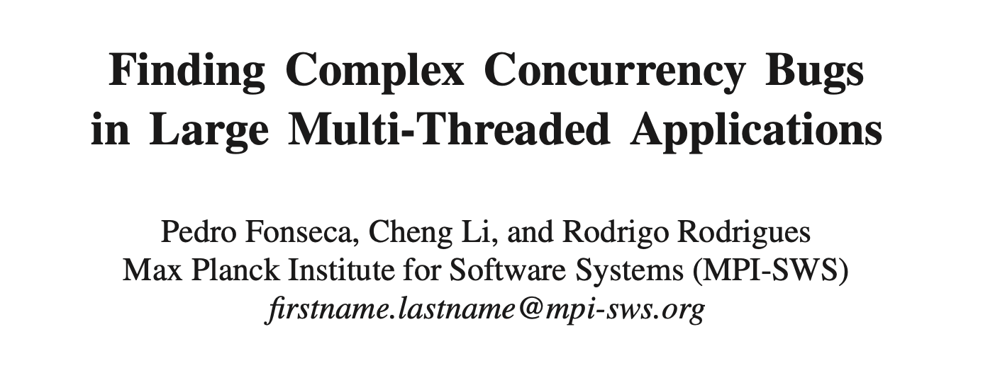 Finding Complex Concurrency Bugs
in Large Multi-Threaded Applications
Pedro Fonseca, Cheng Li, and Rodrigo Rodrigues
Max Planck Institute for Software Systems (MPI-SWS)
firstname.lastname@mpi-sws.org